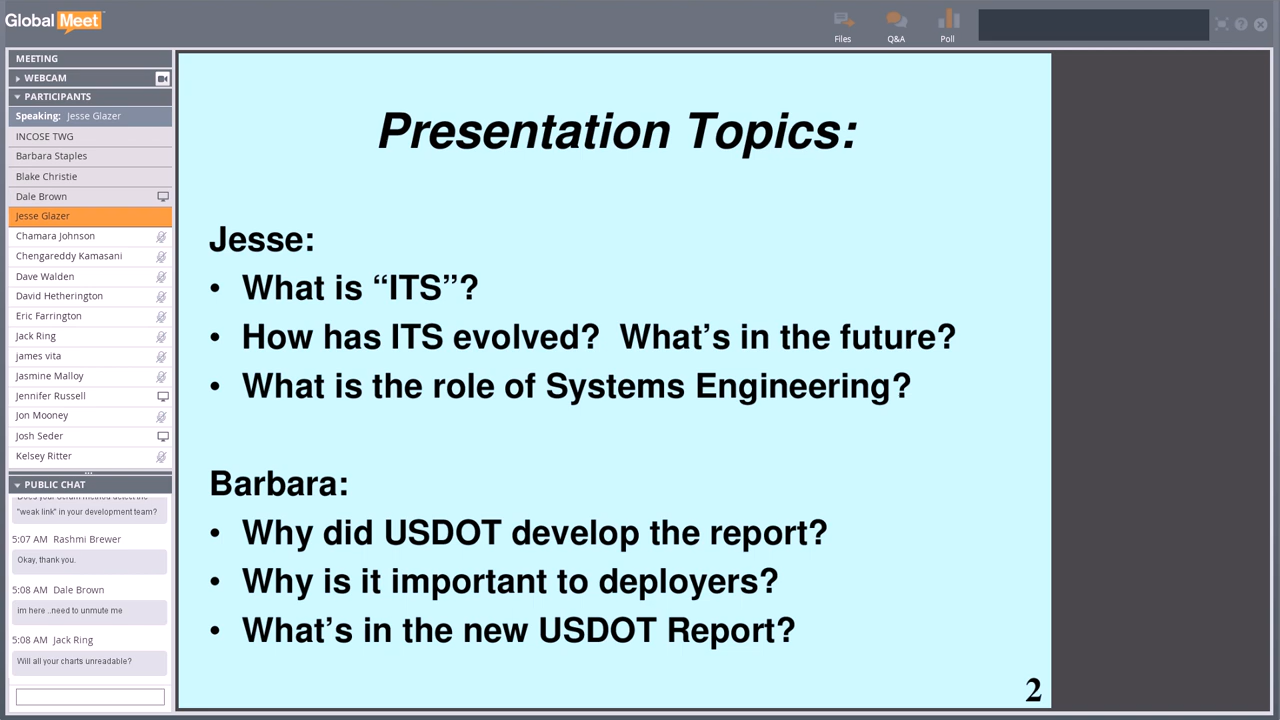 Global Meet
Files
Q&A
Poll
MEETING
WEBCAM
PARTICIPANTS
Speaking: Jesse Glazer
INCOSE TWG
Barbara Staples
Blake Christie
Dale Brown
Jesse Glazer
Chamara Johnson
Chengareddy Kamasani
Dave Walden
David Hetherington
Eric Farrington
Jack Ring
james vita
Jasmine Malloy
Jennifer Russell
Jon Mooney
Josh Seder
Kelsey Ritter
PUBLIC CHAT
Does your Scrum method detect the
"weak link" in your development team?
5:07 AM Rashmi Brewer
Okay, thank you.
5:08 AM Dale Brown
im here ..need to unmute me
5:08 AM Jack Ring
Will all your charts unreadable?
Presentation Topics:
Jesse:
• What is “ITS”?
• How has ITS evolved? What’s in the future?
• What is the role of Systems Engineering?
Barbara:
• Why did USDOT develop the report?
• Why is it important to deployers?
• What’s in the new USDOT Report?
2